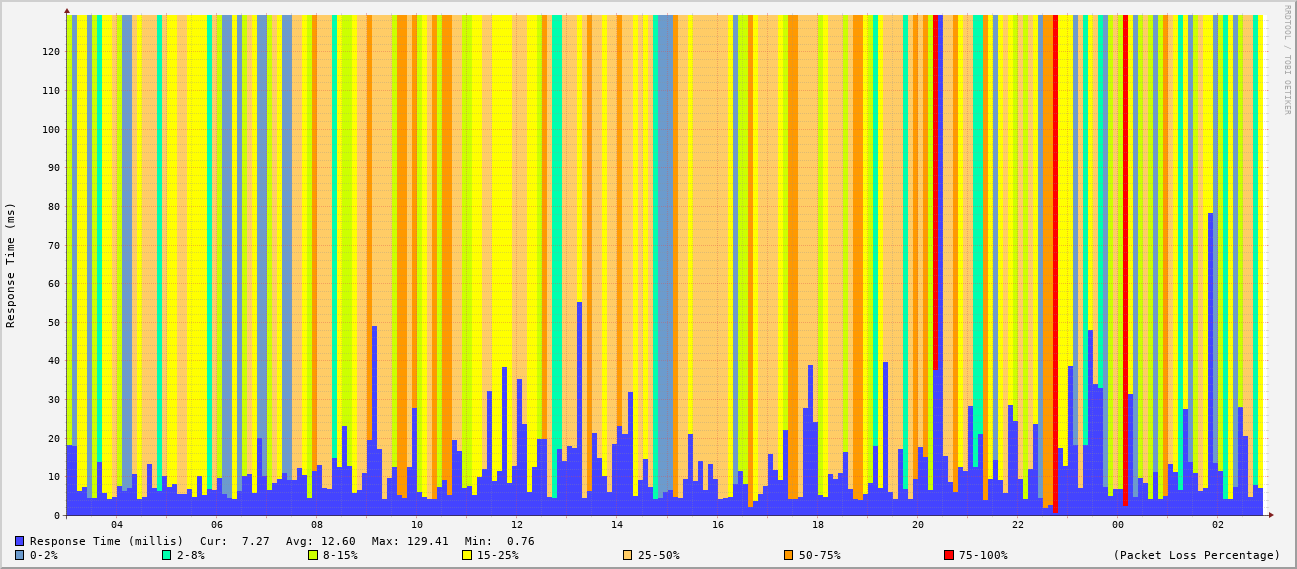 RRDTOOL / TOBI OETIKER
Response Time (ms)
120
110
100
90
80
70
60
50
40
30
20
10
0
04 06 08 10 12 14 16 18 20 22 00 02
Response Time (millis) Cur: 7.27 Avg: 12.60 Max: 129.41 Min: 0.76
0-2% 2-8% 8-15% 15-25% 25-50% 50-75% 75-100% (Packet Loss Percentage)